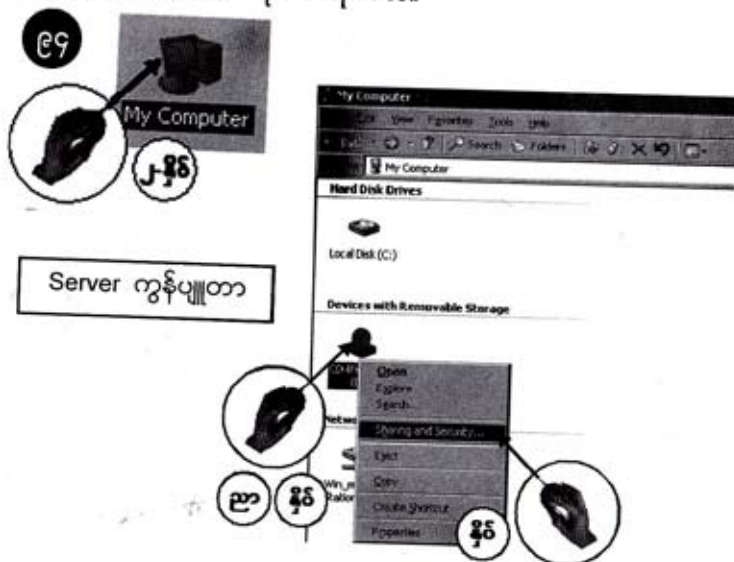 ၉၄
My Computer
၂-နှိပ်
My Computer
Edit View Favorites Tools Help
Search Folders
My Computer
Hard Disk Drives
Local Disk (C:)
Server ကွန်ပျူတာ
Devices with Removable Storage
Open
Explore
Search...
Sharing and Security...
Eject
Copy
Create Shortcut
Properties
ညာ နှိပ်
နှိပ်